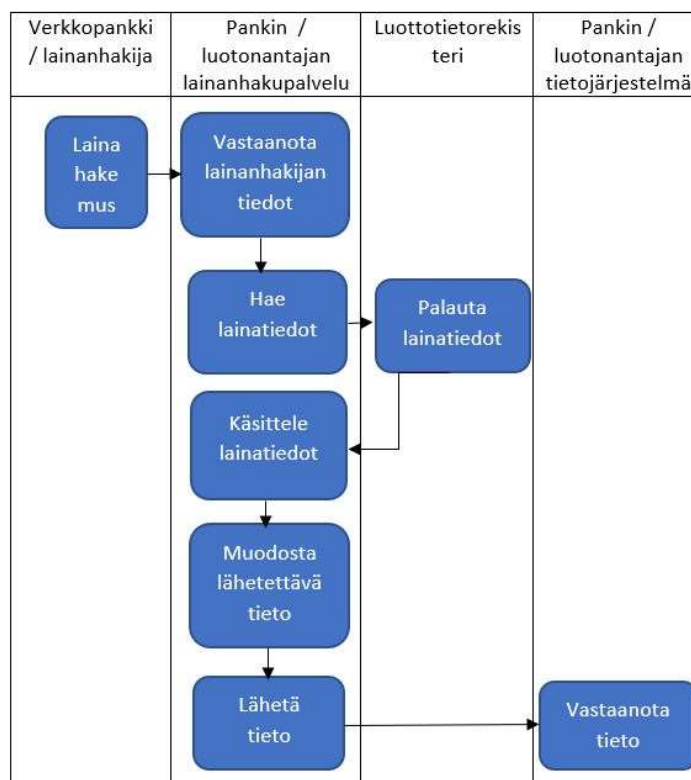 Verkkopankki
/ lainanhakija
Pankin /
luotonantajan
lainanhakupalvelu
Luottotietorekis
teri
Pankin /
luotonantajan
tietojärjestelmä
Laina
hake
mus
Vastaanota
lainanhakijan
tiedot
Hae
lainatiedot
Palauta
lainatiedot
Käsittele
lainatiedot
Muodosta
lähetettävä
tieto
Lähetä
tieto
Vastaanota
tieto